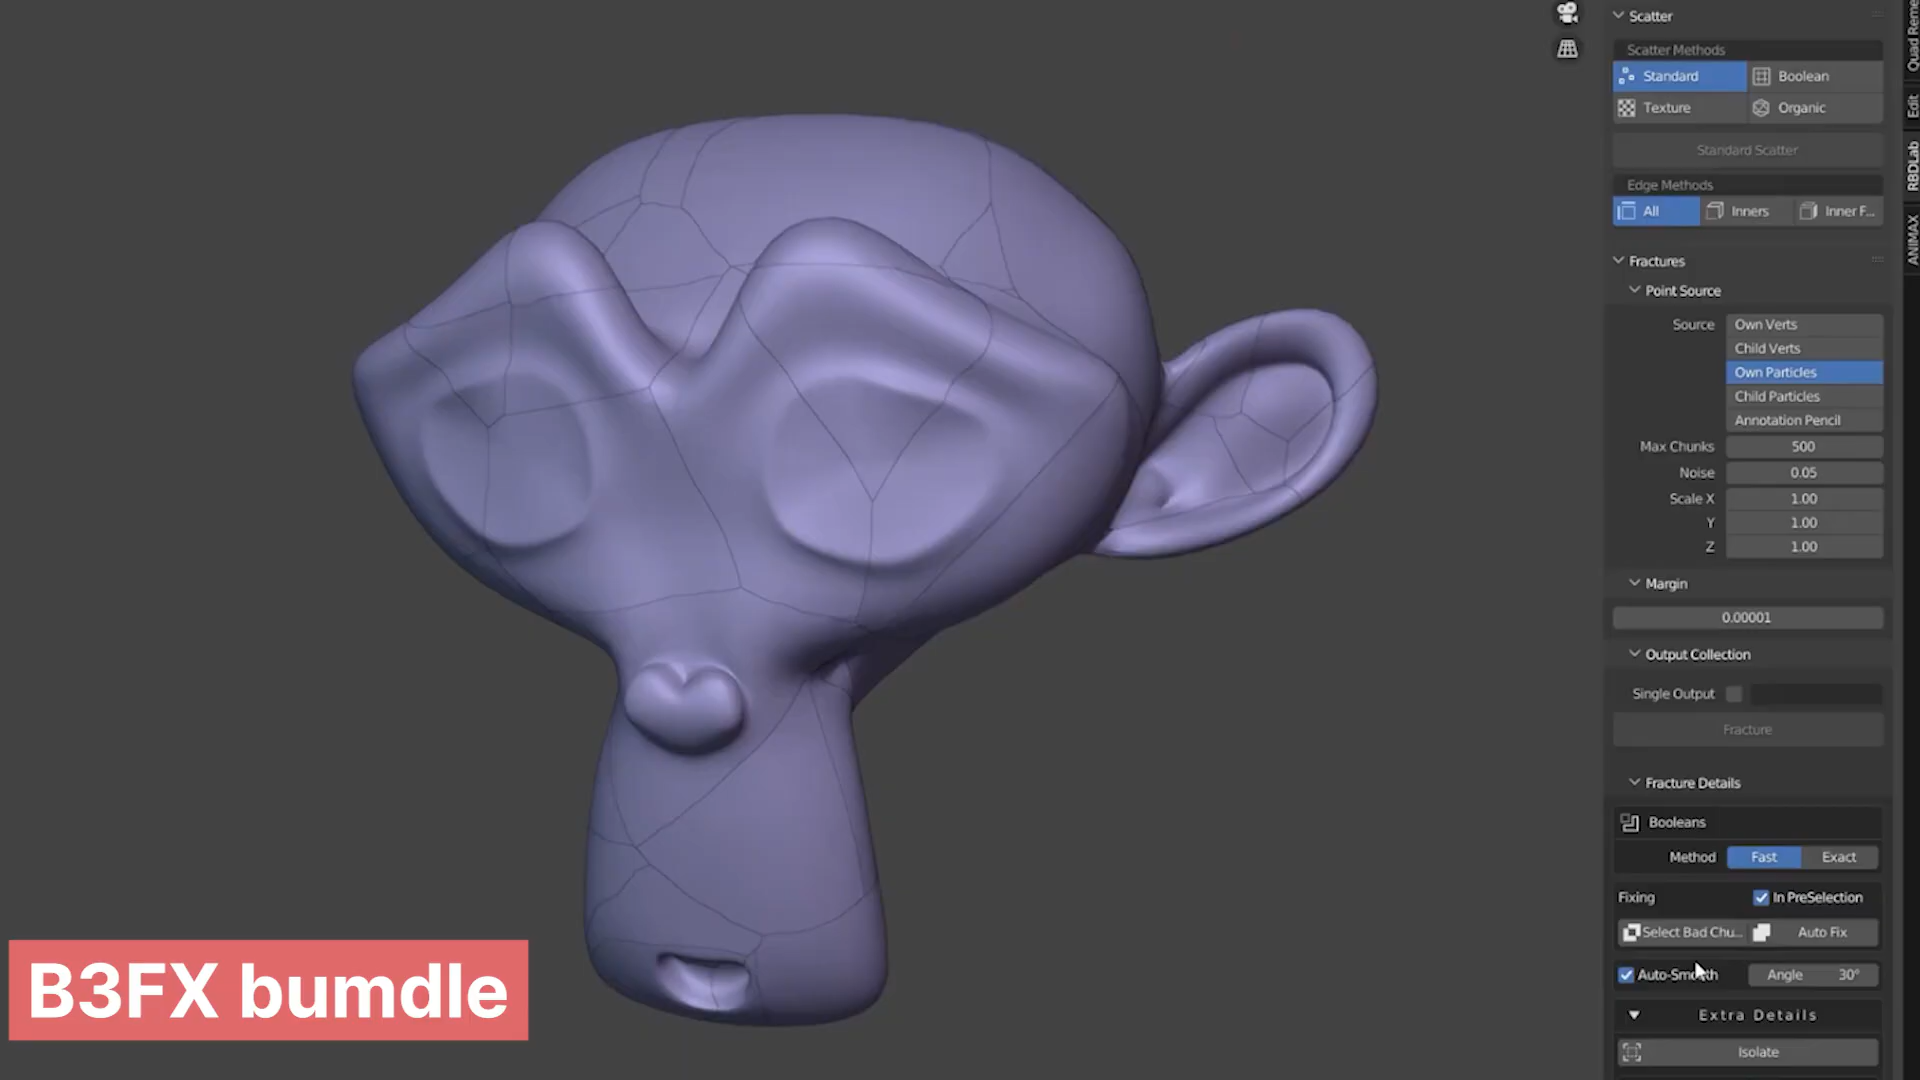 Scatter
Scatter Methods
Standard
Boolean
Texture
Organic
Standard Scatter
Edge Methods
All
Inners
Inner F...
Fractures
Point Source
Source
Own Verts
Child Verts
Own Particles
Child Particles
Annotation Pencil
Max Chunks 500
Noise 0.05
Scale X 1.00
Y 1.00
Z 1.00
Margin
0.00001
Output Collection
Single Output
Fracture
Fracture Details
Booleans
Method Fast Exact
Fixing In PreSelection
Select Bad Chu... Auto Fix
Auto-Smooth Angle 30°
Extra Details
Isolate
Quad Reme
Edit
RBDLab
ANIMAX
B3FX bumdle